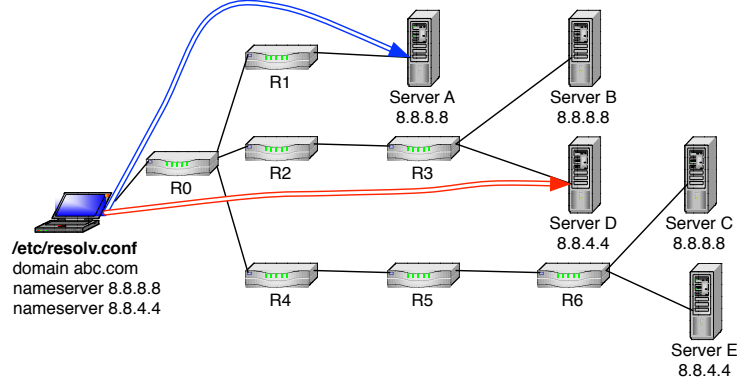 R1
Server A
8.8.8.8
Server B
8.8.8.8
R0
R2
R3
Server D
8.8.4.4
Server C
8.8.8.8
/etc/resolv.conf
domain abc.com
nameserver 8.8.8.8
nameserver 8.8.4.4
R4
R5
R6
Server E
8.8.4.4